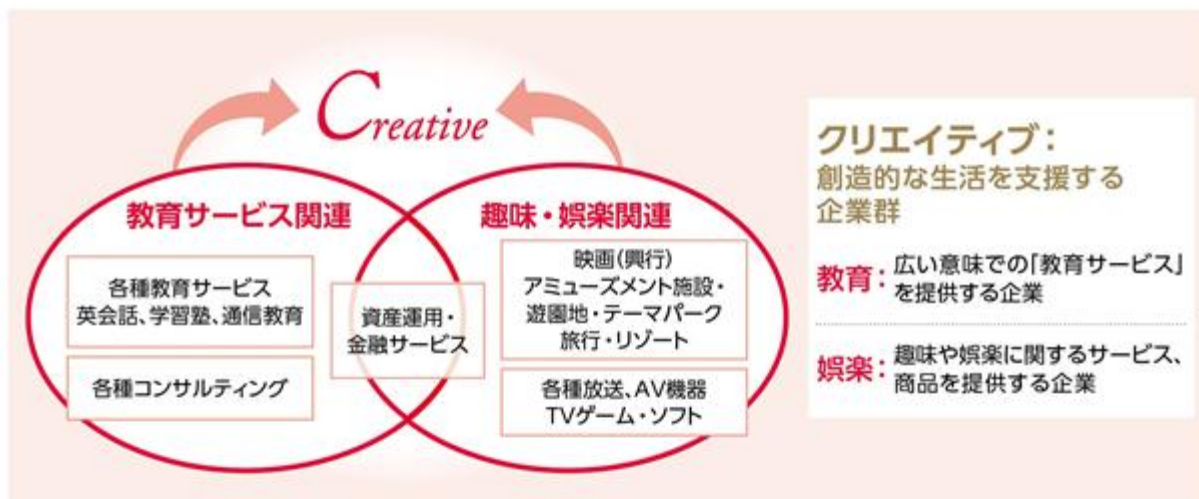 Creative
教育サービス関連
各種教育サービス
英会話、学習塾、通信教育
各種コンサルティング
資産運用・
金融サービス
趣味・娯楽関連
映画(興行)
アミューズメント施設・
遊園地・テーマパーク
旅行・リゾート
各種放送、AV機器
TVゲーム・ソフト
クリエイティブ：
創造的な生活を支援する
企業群
教育：広い意味での「教育サービス」
を提供する企業
娯楽：趣味や娯楽に関するサービス、
商品を提供する企業